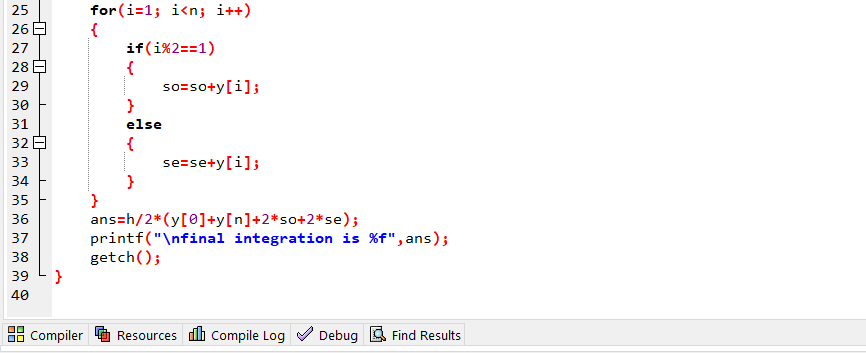 25 for(i=1; i<n; i++)
26 {
27 if(i%2==1)
28 {
29 so=so+y[i];
30 }
31 else
32 {
33 se=se+y[i];
34 }
35 }
36 ans=h/2*(y[0]+y[n]+2*so+2*se);
37 printf("\nfinal integration is %f",ans);
38 getch();
39 }
40
Compiler Resources Compile Log Debug Find Results